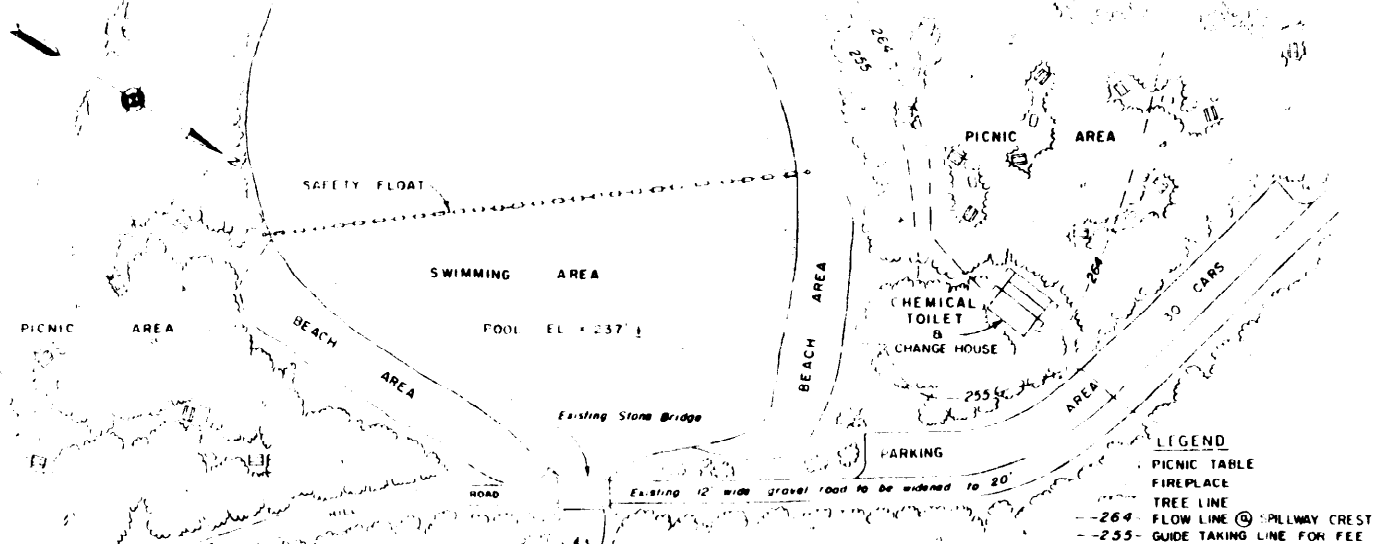 264
255
PICNIC AREA
SAFETY FLOAT
SWIMMING AREA
POOL EL = 237' ±
PICNIC AREA
BEACH AREA
BEACH AREA
CHEMICAL
TOILET
&
CHANGE HOUSE
264
30 CARS
AREA
PARKING
255
Existing Stone Bridge
Existing 12' wide gravel road to be widened to 20'
ROAD
HILL
LEGEND
PICNIC TABLE
FIREPLACE
TREE LINE
--264- FLOW LINE @ SPILLWAY CREST
--255- GUIDE TAKING LINE FOR FEE